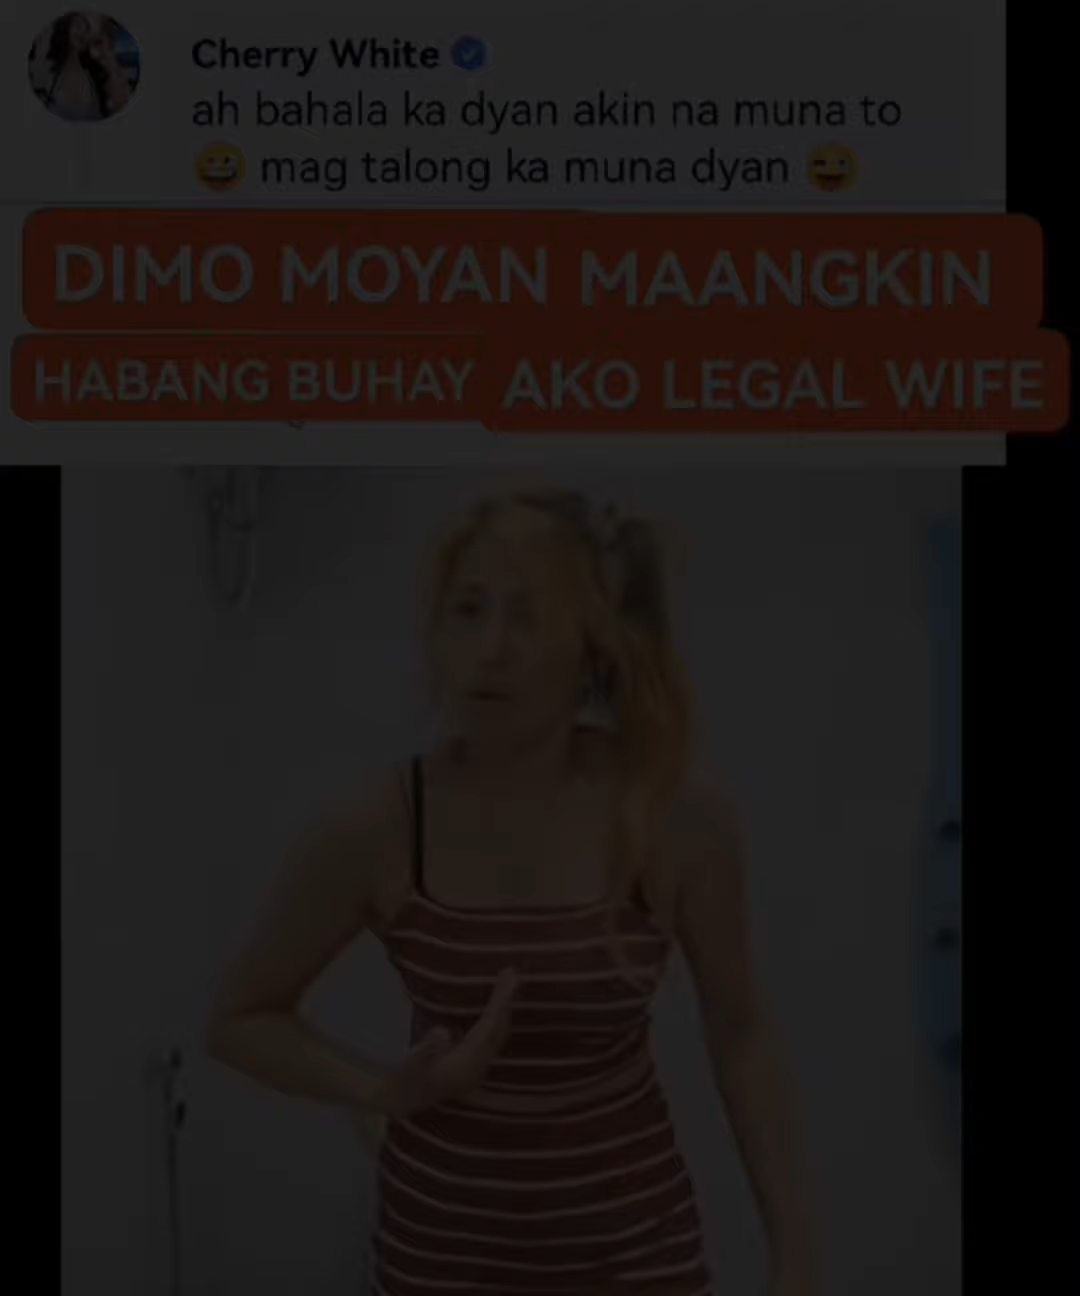 Cherry White
ah bahala ka dyan akin na muna to
😀 mag talong ka muna dyan 😄
DIMO MOYAN MAANGKIN
HABANG BUHAY AKO LEGAL WIFE